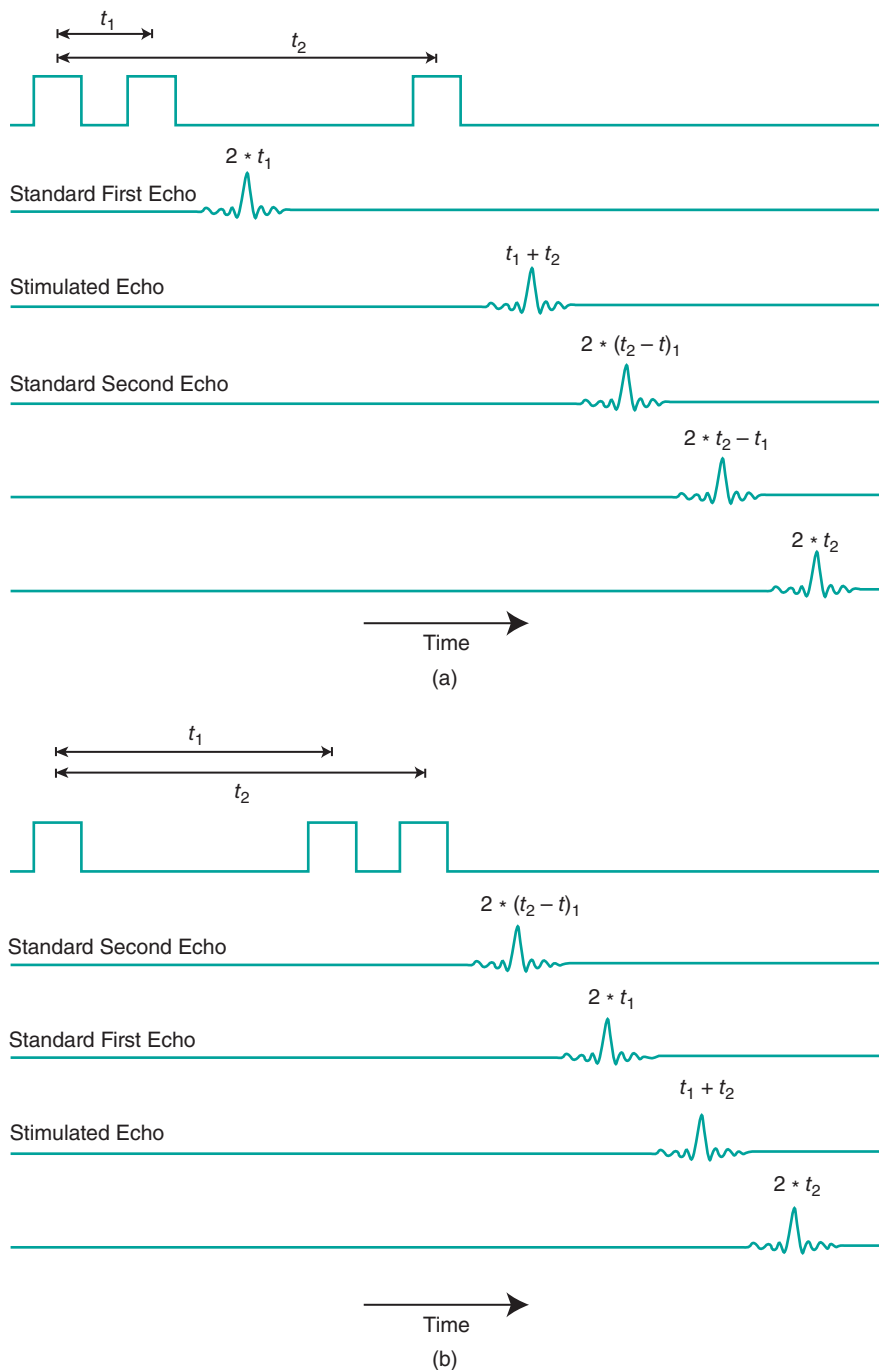 t₁
t₂
2 * t₁
Standard First Echo
t₁ + t₂
Stimulated Echo
2 * (t₂ – t)₁
Standard Second Echo
2 * t₂ – t₁
2 * t₂
Time
(a)
t₁
t₂
2 * (t₂ – t)₁
Standard Second Echo
2 * t₁
Standard First Echo
t₁ + t₂
Stimulated Echo
2 * t₂
Time
(b)